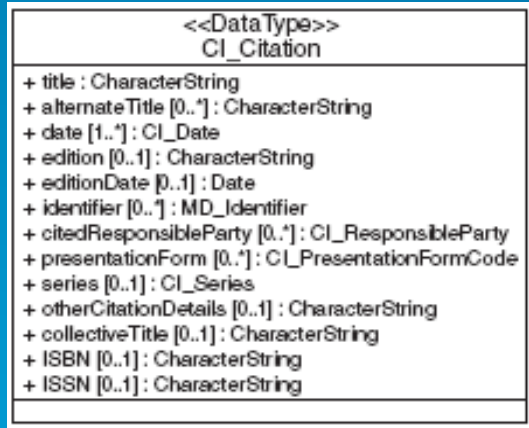 <<DataType>>
CI_Citation
+ title : CharacterString
+ alternateTitle [0..*] : CharacterString
+ date [1..*] : CI_Date
+ edition [0..1] : CharacterString
+ editionDate [0..1] : Date
+ identifier [0..*] : MD_Identifier
+ citedResponsibleParty [0..*] : CI_ResponsibleParty
+ presentationForm [0..*] : CI_PresentationFormCode
+ series [0..1] : CI_Series
+ otherCitationDetails [0..1] : CharacterString
+ collectiveTitle [0..1] : CharacterString
+ ISBN [0..1] : CharacterString
+ ISSN [0..1] : CharacterString